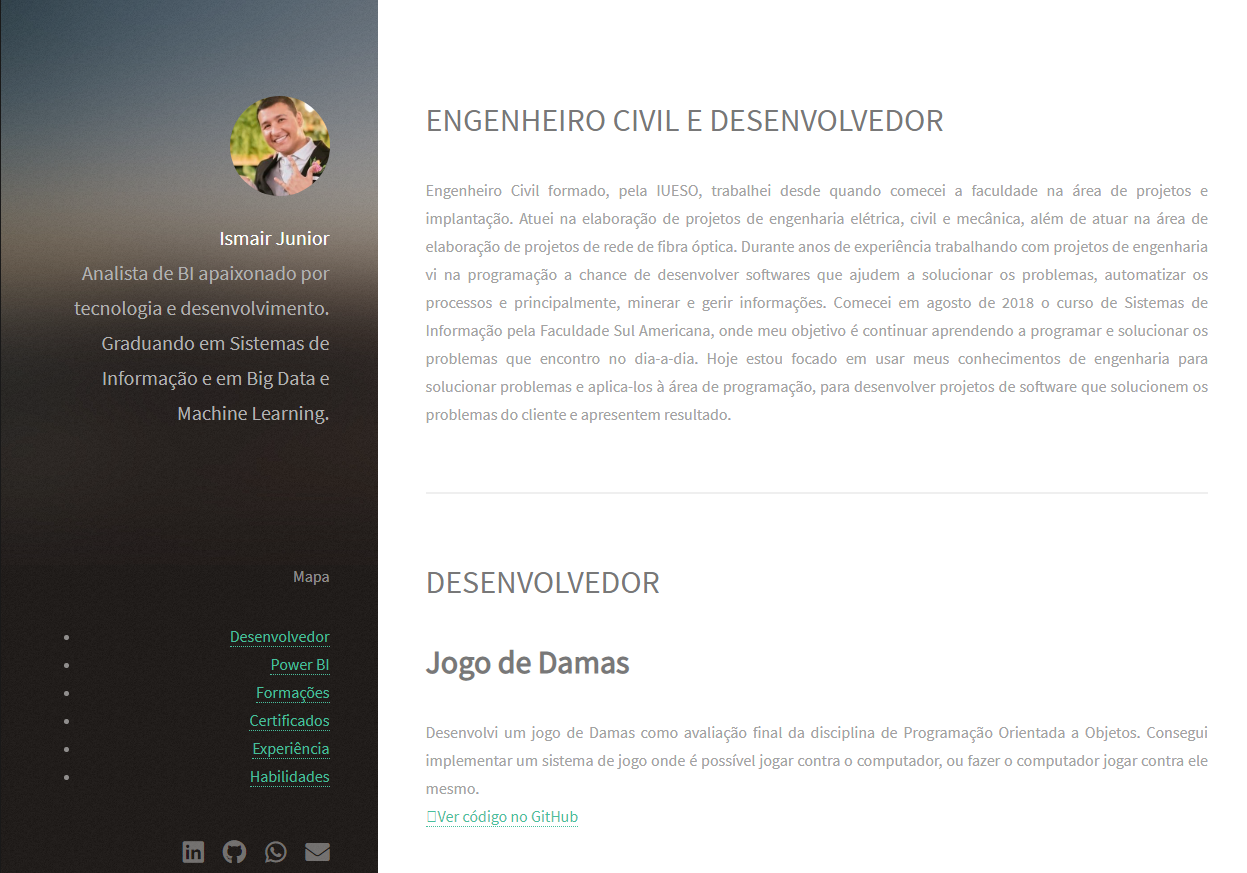 Ismair Junior
Analista de BI apaixonado por
tecnologia e desenvolvimento.
Graduando em Sistemas de
Informação e em Big Data e
Machine Learning.
Mapa
Desenvolvedor
Power BI
Formações
Certificados
Experiência
Habilidades
ENGENHEIRO CIVIL E DESENVOLVEDOR
Engenheiro Civil formado, pela IUESO, trabalhei desde quando comecei a faculdade na área de projetos e
implantação. Atuei na elaboração de projetos de engenharia elétrica, civil e mecânica, além de atuar na área de
elaboração de projetos de rede de fibra óptica. Durante anos de experiência trabalhando com projetos de engenharia
vi na programação a chance de desenvolver softwares que ajudem a solucionar os problemas, automatizar os
processos e principalmente, minerar e gerir informações. Comecei em agosto de 2018 o curso de Sistemas de
Informação pela Faculdade Sul Americana, onde meu objetivo é continuar aprendendo a programar e solucionar os
problemas que encontro no dia-a-dia. Hoje estou focado em usar meus conhecimentos de engenharia para
solucionar problemas e aplica-los à área de programação, para desenvolver projetos de software que solucionem os
problemas do cliente e apresentem resultado.
DESENVOLVEDOR
Jogo de Damas
Desenvolvi um jogo de Damas como avaliação final da disciplina de Programação Orientada a Objetos. Consegui
implementar um sistema de jogo onde é possível jogar contra o computador, ou fazer o computador jogar contra ele
mesmo.
Ver código no GitHub